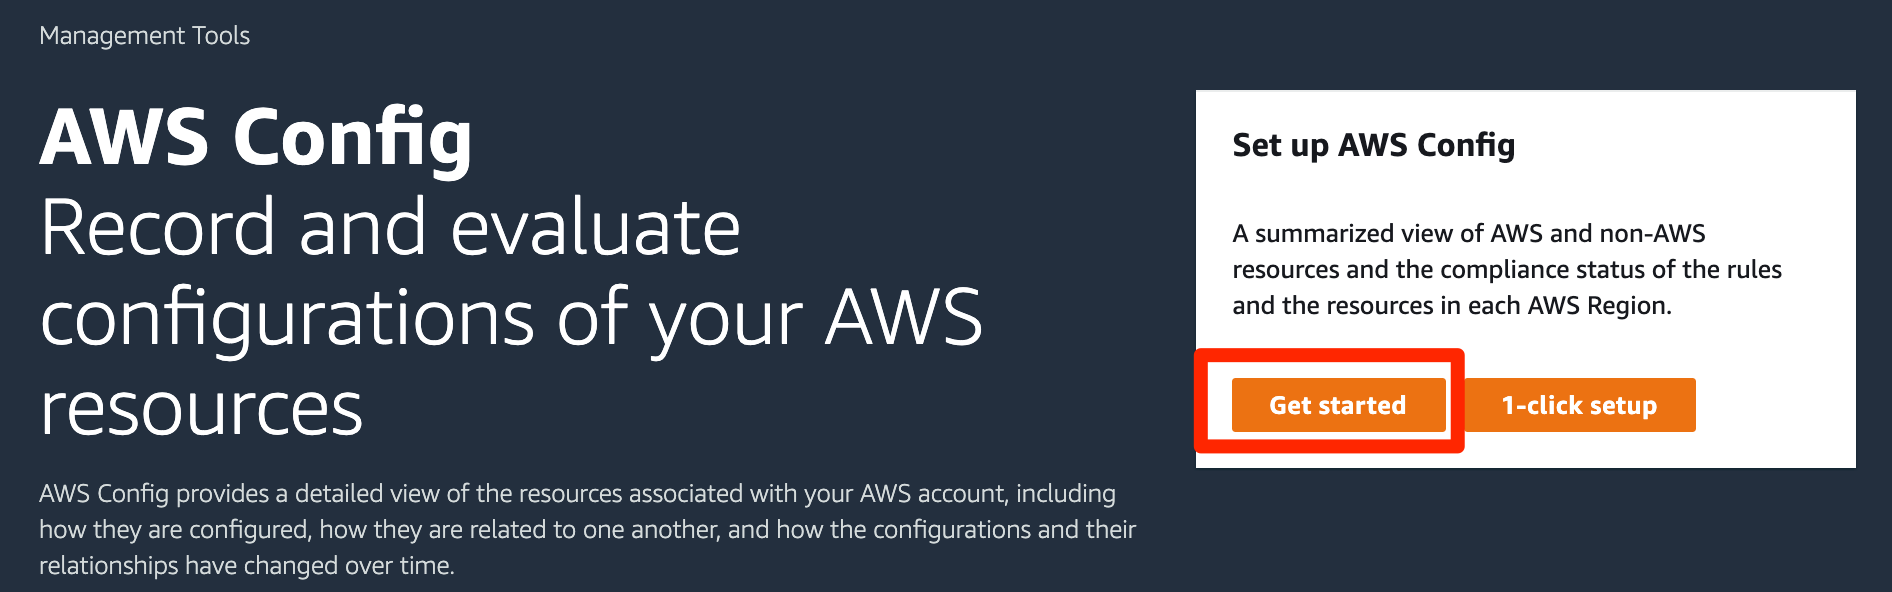 Management Tools
AWS Config
Record and evaluate
configurations of your AWS
resources
AWS Config provides a detailed view of the resources associated with your AWS account, including
how they are configured, how they are related to one another, and how the configurations and their
relationships have changed over time.
Set up AWS Config
A summarized view of AWS and non-AWS
resources and the compliance status of the rules
and the resources in each AWS Region.
Get started
1-click setup